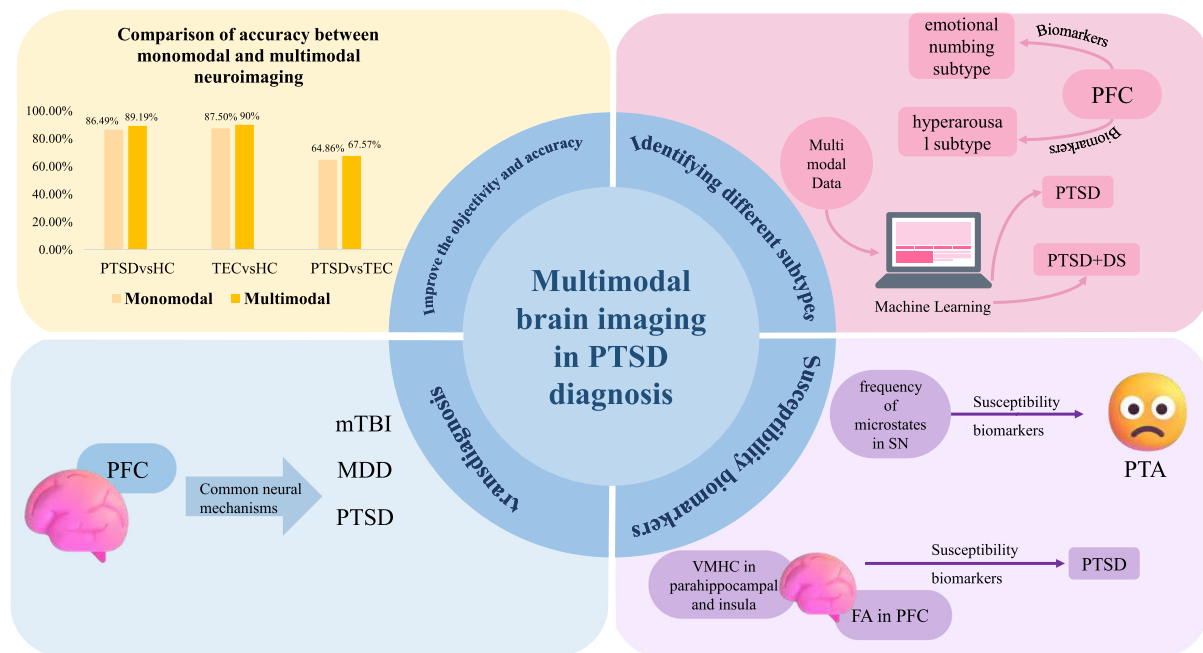 Comparison of accuracy between
monomodal and multimodal
neuroimaging
100.00%
80.00%
60.00%
40.00%
20.00%
0.00%
86.49%
89.19%
87.50%
90%
64.86%
67.57%
PTSDvsHC
TECvsHC
PTSDvsTEC
Monomodal
Multimodal
Improve the objectivity and accuracy
Identifying different subtypes
Susceptibility biomarkers
transdiagnosis
Multimodal
brain imaging
in PTSD
diagnosis
emotional
numbing
subtype
Biomarkers
PFC
hyperarousa
l subtype
Biomarkers
Multi
modal
Data
Machine Learning
PTSD
PTSD+DS
PFC
Common neural
mechanisms
mTBI
MDD
PTSD
frequency
of
microstates
in SN
Susceptibility
biomarkers
PTA
VMHC in
parahippocampal
and insula
FA in PFC
Susceptibility
biomarkers
PTSD